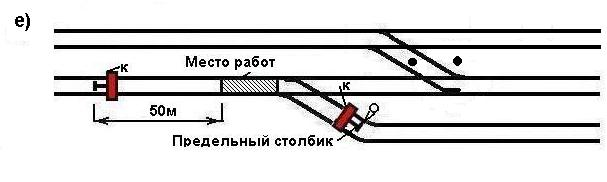 е)
к
Место работ
к
50м
Предельный столбик